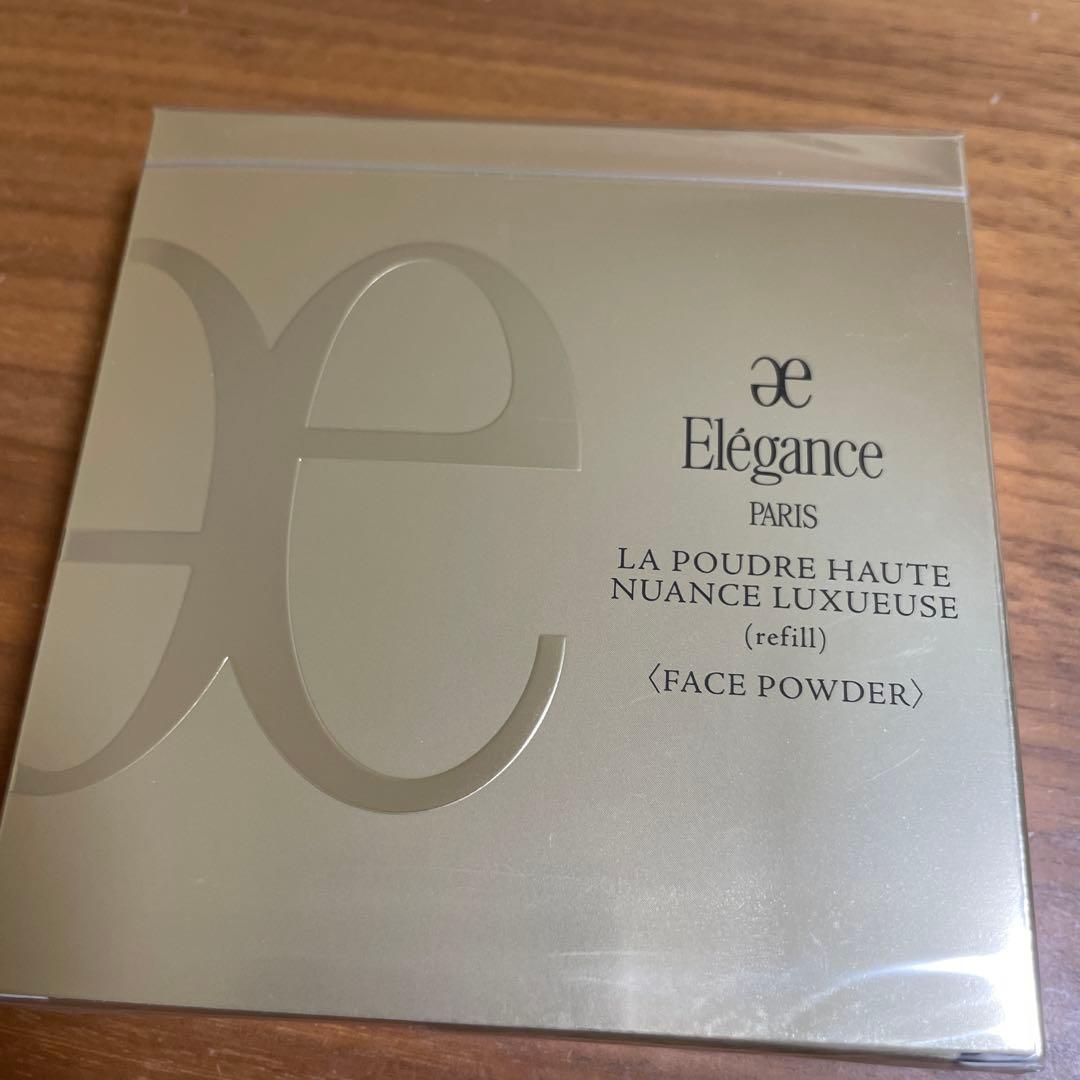 Elégance
PARIS
LA POUDRE HAUTE
NUANCE LUXUEUSE
(refill)
〈FACE POWDER〉